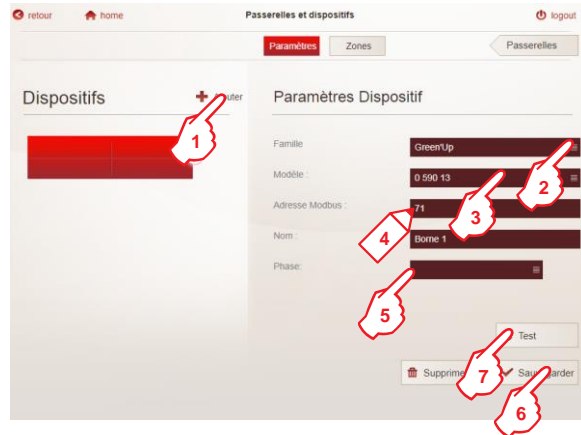 retour home Passerelles et dispositifs logout
Paramètres Zones Passerelles
Dispositifs
Paramètres Dispositif
1
Famille Green'Up
2
Modèle : 0 590 13
3
Adresse Modbus : 71
4
Nom : Borne 1
Phase:
5
Test
7
6